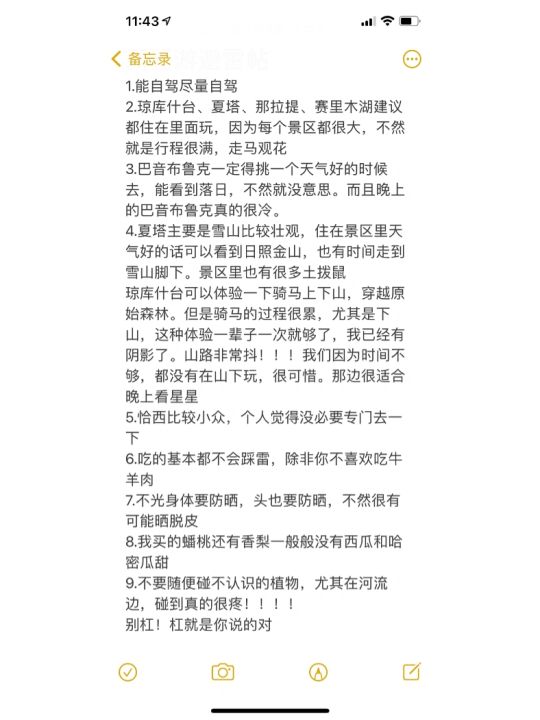 11:43
备忘录
1.能自驾尽量自驾
2.琼库什台、夏塔、那拉提、赛里木湖建议
都住在里面玩，因为每个景区都很大，不然
就是行程很满，走马观花
3.巴音布鲁克一定得挑一个天气好的时候
去，能看到落日，不然就没意思。而且晚上
的巴音布鲁克真的很冷。
4.夏塔主要是雪山比较壮观，住在景区里天
气好的话可以看到日照金山，也有时间走到
雪山脚下。景区里也有很多土拨鼠
琼库什台可以体验一下骑马上下山，穿越原
始森林。但是骑马的过程很累，尤其是下
山，这种体验一辈子一次就够了，我已经有
阴影了。山路非常抖！！！我们因为时间不
够，都没有在山下玩，很可惜。那边很适合
晚上看星星
5.恰西比较小众，个人觉得没必要专门去一
下
6.吃的基本都不会踩雷，除非你不喜欢吃牛
羊肉
7.不光身体要防晒，头也要防晒，不然很有
可能晒脱皮
8.我买的蟠桃还有香梨一般般没有西瓜和哈
密瓜甜
9.不要随便碰不认识的植物，尤其在河流
边，碰到真的很疼！！！！
别杠！杠就是你说的对